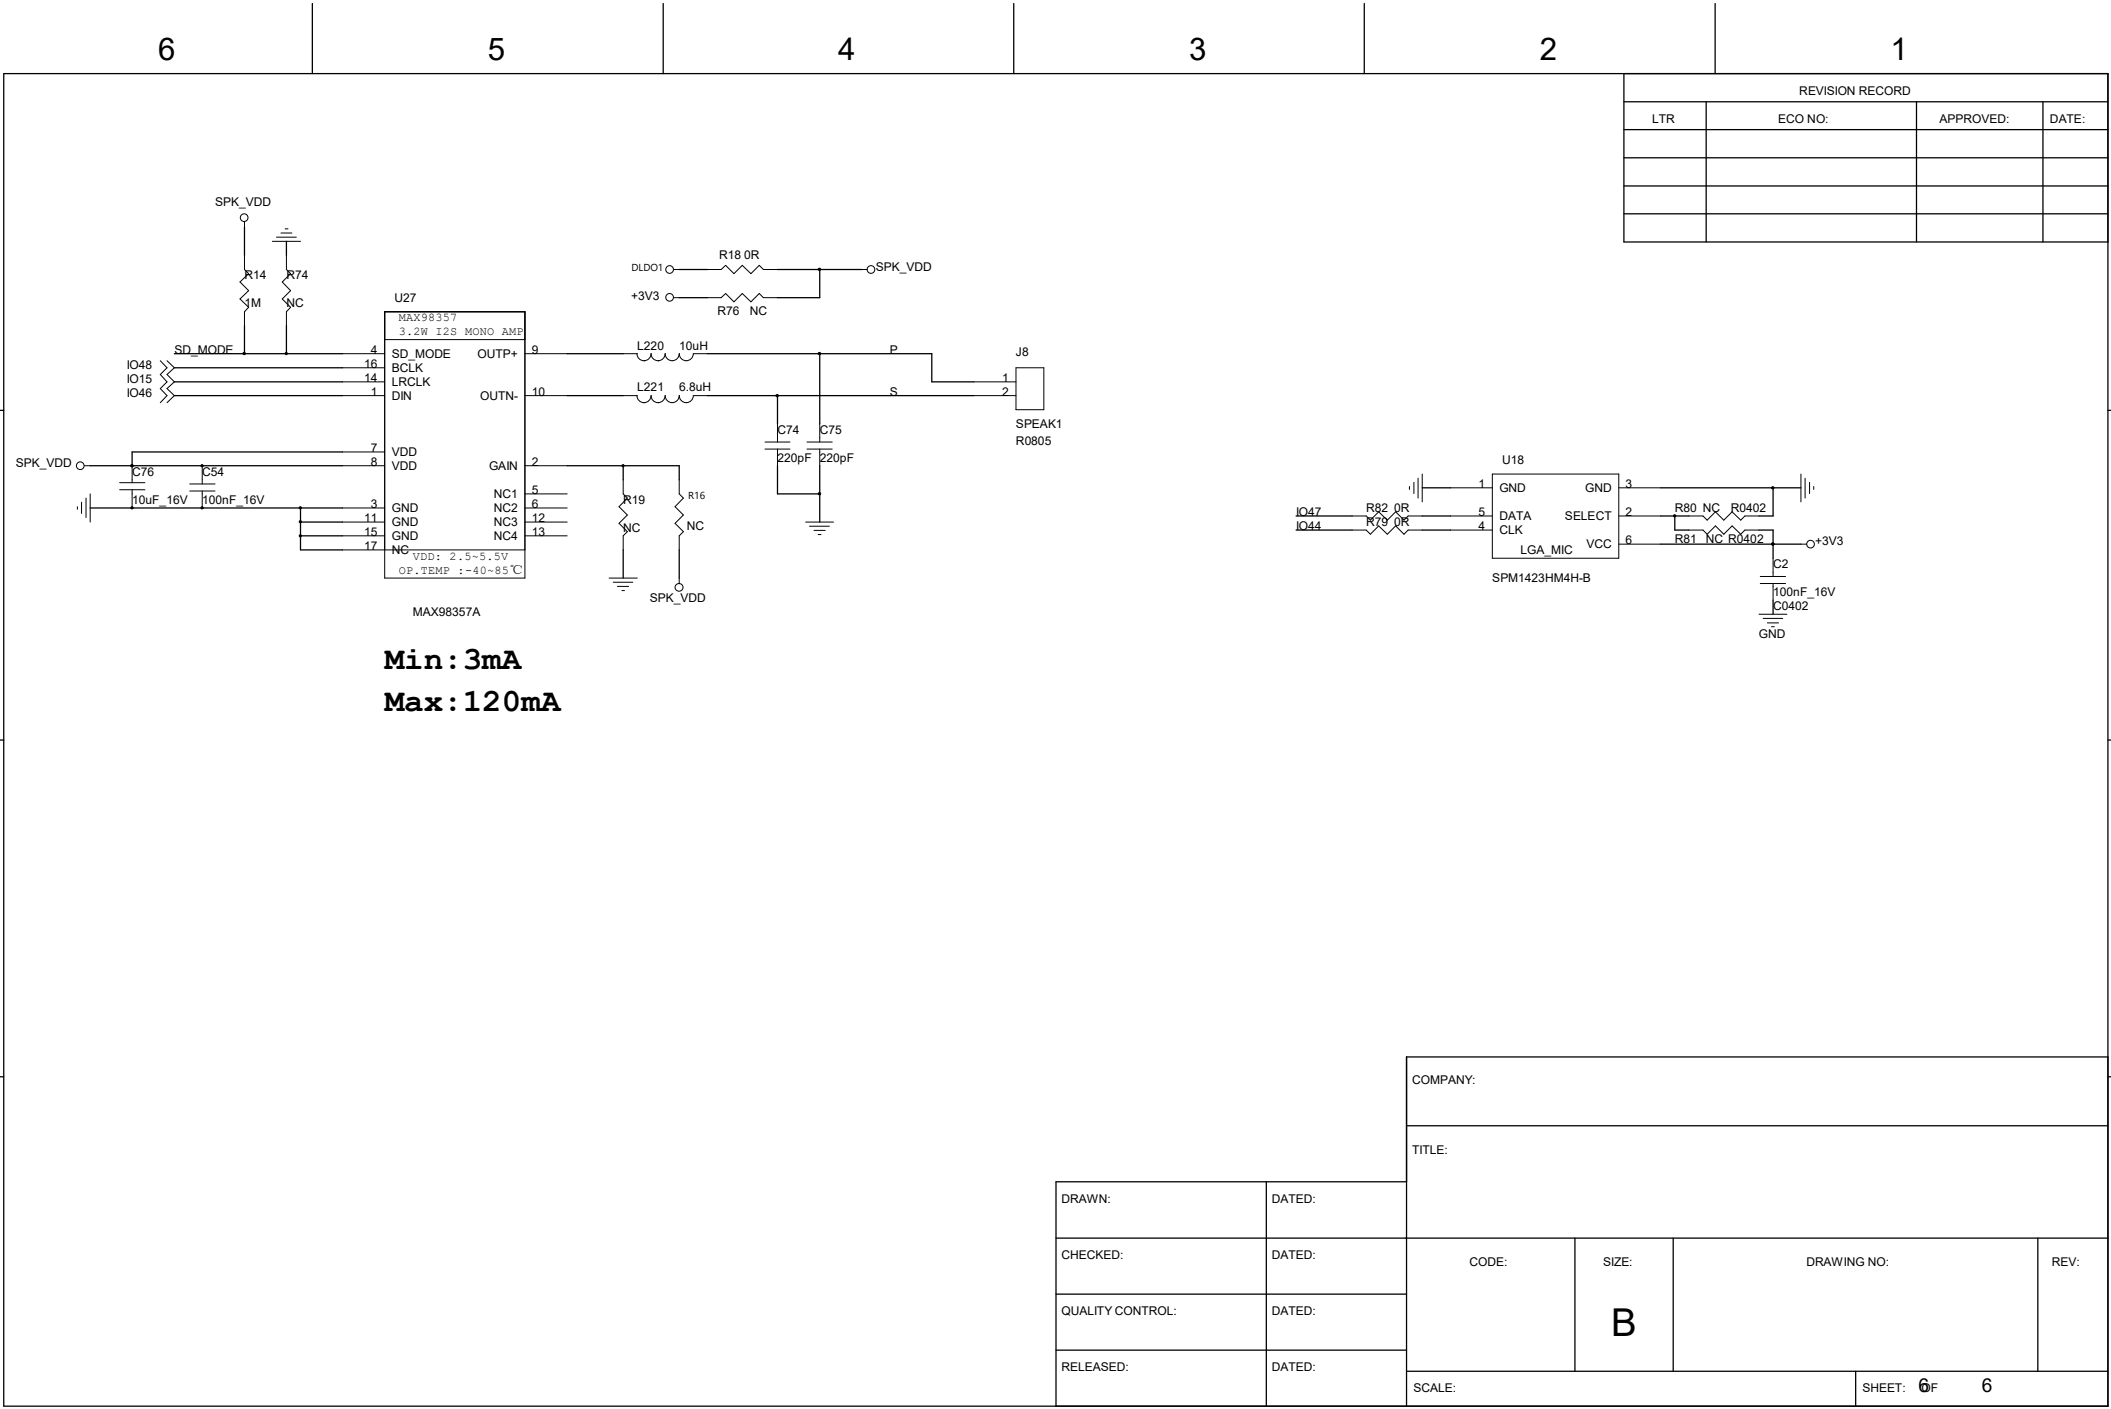 6 5 4 3 2 1
REVISION RECORD
LTR ECO NO: APPROVED: DATE:
SPK_VDD
R14 R74
1M NC
SD_MODE
IO48
IO15
IO46
U27
MAX98357
3.2W I2S MONO AMP
4 SD_MODE OUTP+ 9
16 BCLK
14 LRCLK
1 DIN OUTN- 10
7 VDD
8 VDD GAIN 2
NC1 5
3 GND NC2 6
11 GND NC3 12
15 GND NC4 13
17 NC
VDD: 2.5~5.5V
OP.TEMP :-40~85℃
MAX98357A
SPK_VDD
C76 C54
10uF_16V 100nF_16V
DLDO1 R18 0R SPK_VDD
+3V3
R76 NC
L220 10uH P
L221 6.8uH S
C74 C75
220pF 220pF
J8
1
2
SPEAK1
R0805
R19 R16
NC NC
SPK_VDD
Min:3mA
Max:120mA
U18
1 GND GND 3
IO47 R82 0R 5 DATA SELECT 2 R80 NC R0402
IO44 R79 0R 4 CLK
LGA_MIC VCC 6 R81 NC R0402 +3V3
SPM1423HM4H-B
C2
100nF_16V
C0402
GND
COMPANY:
TITLE:
DRAWN: DATED:
CHECKED: DATED:
QUALITY CONTROL: DATED:
RELEASED: DATED:
CODE: SIZE: DRAWING NO: REV:
B
SCALE: SHEET: 6 OF 6